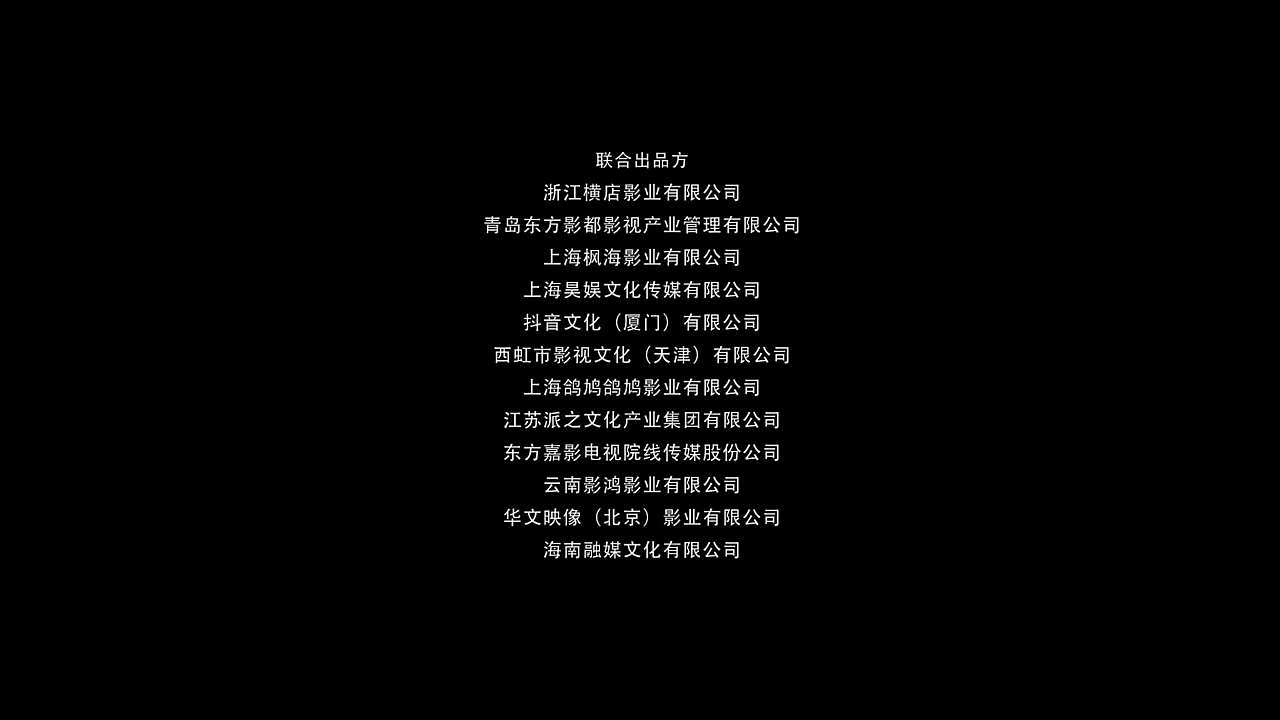 联合出品方
浙江横店影业有限公司
青岛东方影都影视产业管理有限公司
上海枫海影业有限公司
上海昊娱文化传媒有限公司
抖音文化（厦门）有限公司
西虹市影视文化（天津）有限公司
上海鸽鸠鸽鸠影业有限公司
江苏派之文化产业集团有限公司
东方嘉影电视院线传媒股份公司
云南影鸿影业有限公司
华文映像（北京）影业有限公司
海南融媒文化有限公司